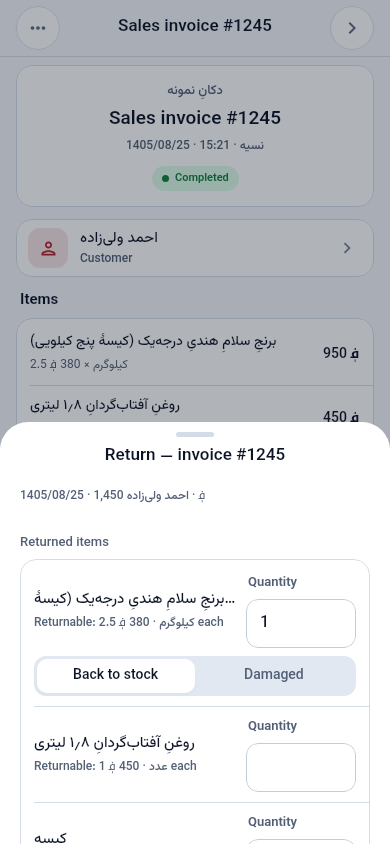 Sales invoice #1245
دکانِ نمونه
Sales invoice #1245
1405/08/25 · 15:21 · نسیه
Completed
احمد ولی‌زاده
Customer
Items
برنجِ سلامِ هندیِ درجه‌یک (کیسهٔ پنج کیلویی)
950 ؋
2.5 کیلوگرم × 380 ؋
روغنِ آفتاب‌گردانِ ۱٫۸ لیتری
450 ؋
Return — invoice #1245
1405/08/25 · احمد ولی‌زاده · 1,450 ؋
Returned items
Quantity
برنجِ سلامِ هندیِ درجه‌یک (کیسهٔ…
Returnable: 2.5 کیلوگرم · 380 ؋ each
1
Back to stock
Damaged
Quantity
روغنِ آفتاب‌گردانِ ۱٫۸ لیتری
Returnable: 1 عدد · 450 ؋ each
Quantity
کیسه